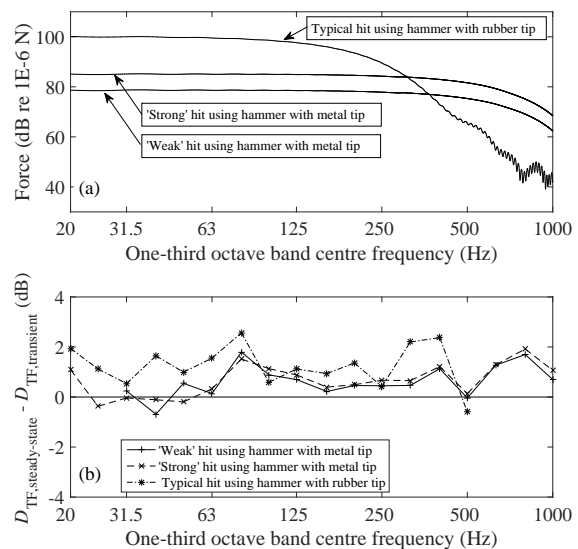 100
80
60
40
Force (dB re 1E-6 N)
Typical hit using hammer with rubber tip
'Strong' hit using hammer with metal tip
'Weak' hit using hammer with metal tip
(a)
20 31.5 63 125 250 500 1000
One-third octave band centre frequency (Hz)
4
2
0
-2
-4
D TF,steady-state - D TF,transient (dB)
'Weak' hit using hammer with metal tip
'Strong' hit using hammer with metal tip
Typical hit using hammer with rubber tip
(b)
20 31.5 63 125 250 500 1000
One-third octave band centre frequency (Hz)